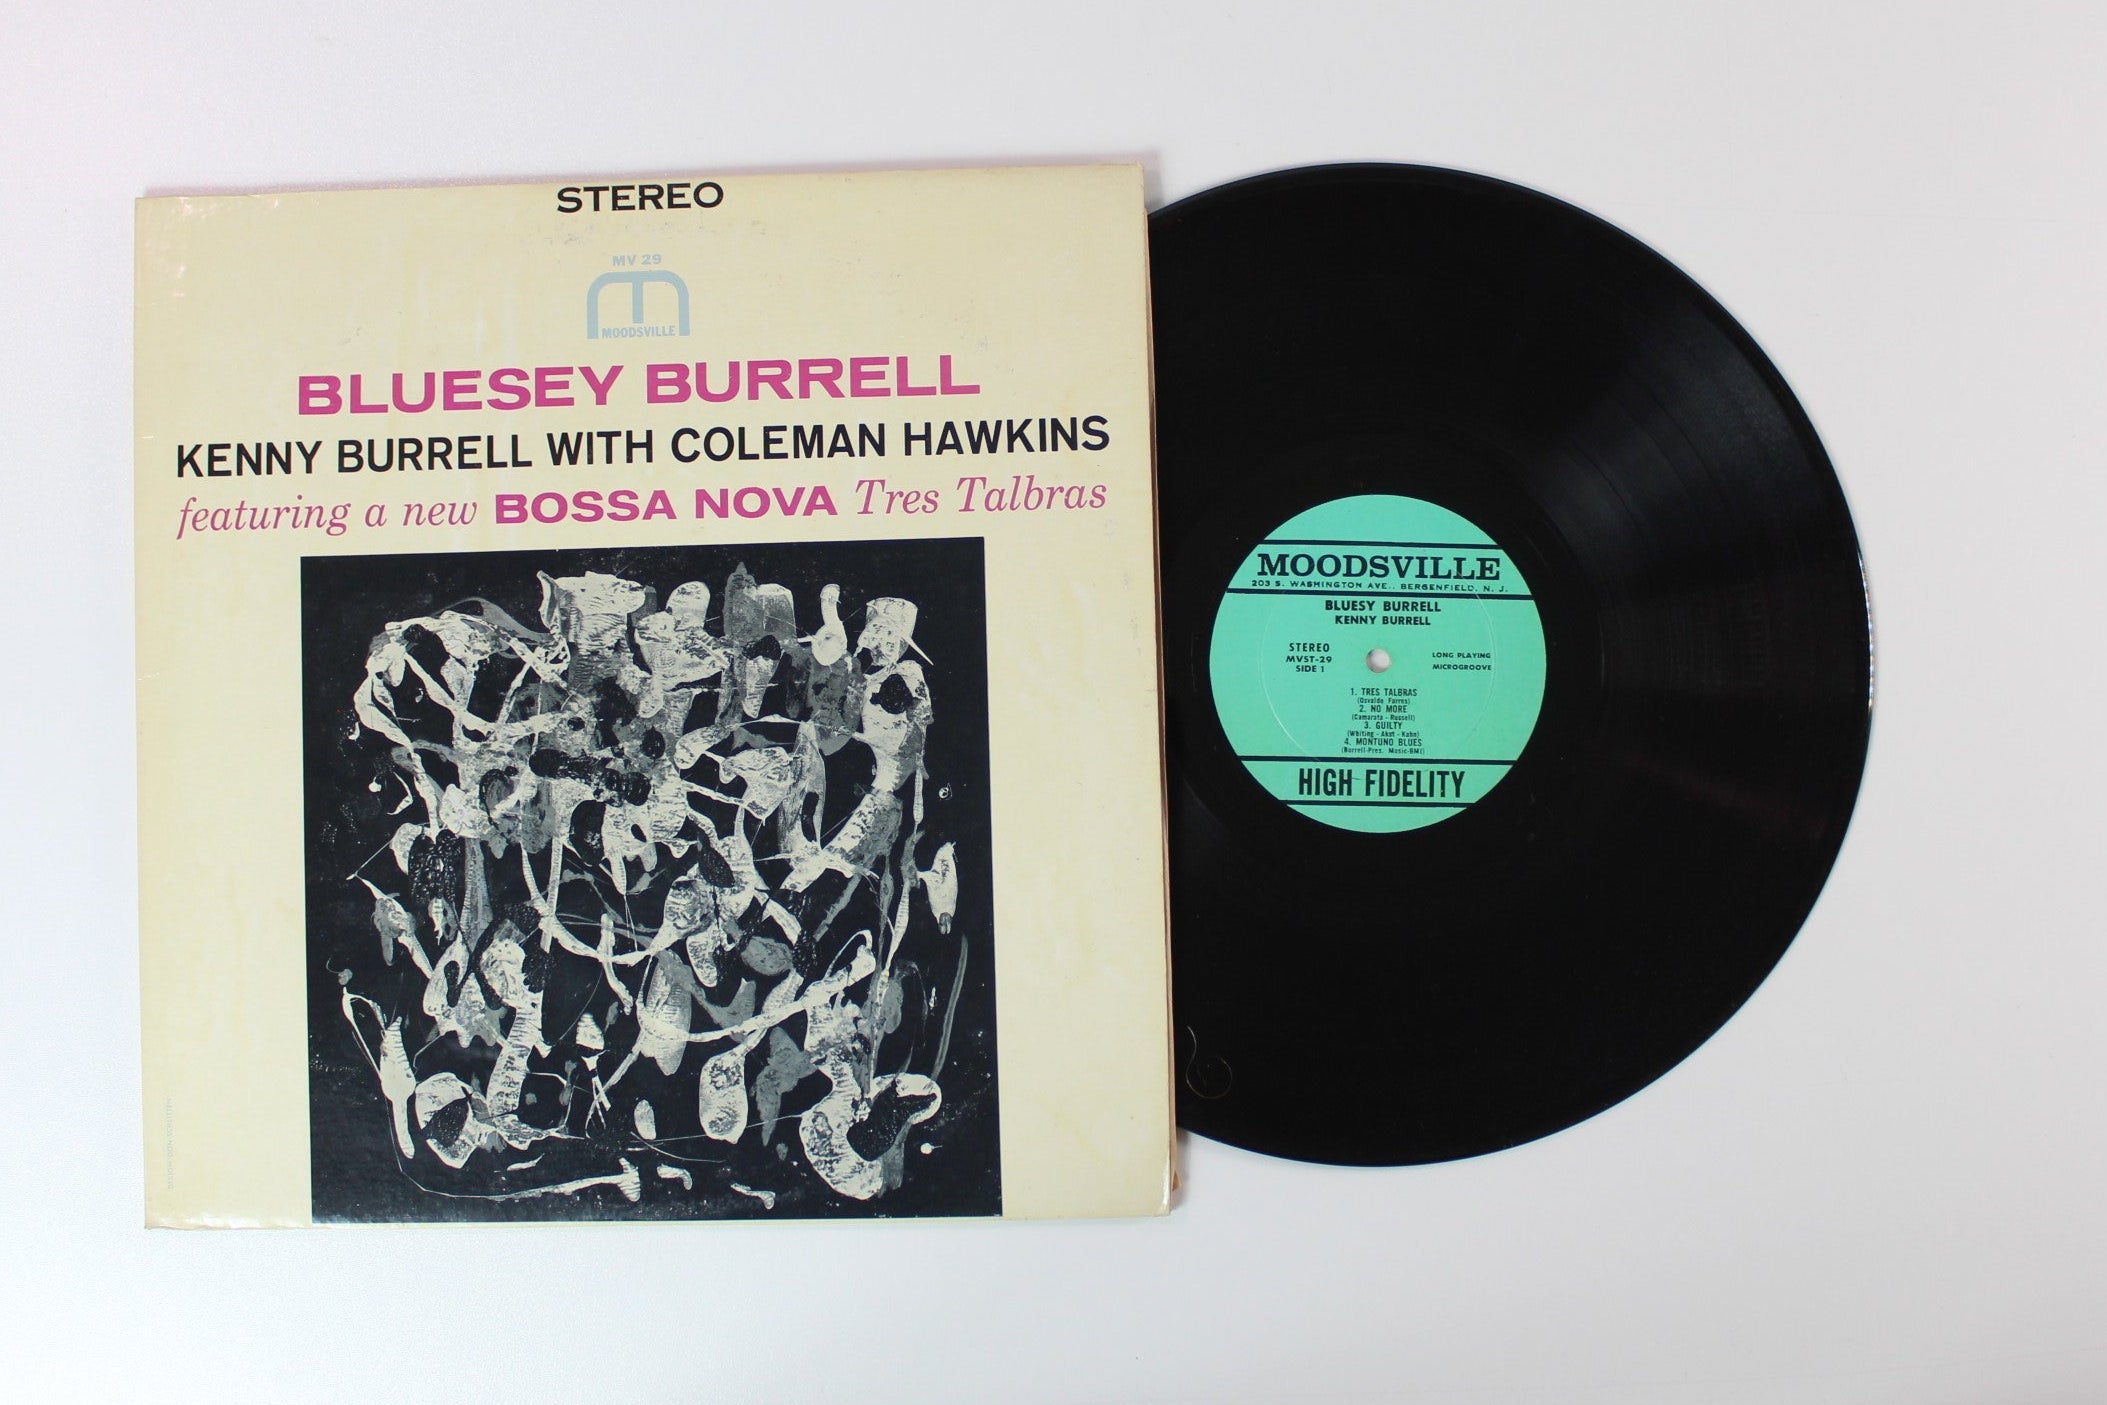 STEREO
MV 29
MOODSVILLE
BLUESEY BURRELL
KENNY BURRELL WITH COLEMAN HAWKINS
featuring a new BOSSA NOVA Tres Talbras
DESIGN/DON SCHLITTEN
MOODSVILLE
203 S. WASHINGTON AVE., BERGENFIELD, N. J.
BLUESY BURRELL
KENNY BURRELL
STEREO
MVST-29
SIDE 1
LONG PLAYING
MICROGROOVE
1. TRES TALBRAS
(Osvaldo Farres)
2. NO MORE
(Camarata - Russell)
3. GUILTY
(Whiting - Akst - Kahn)
4. MONTUNO BLUES
(Burrell-Pres. Music-BMI)
HIGH FIDELITY